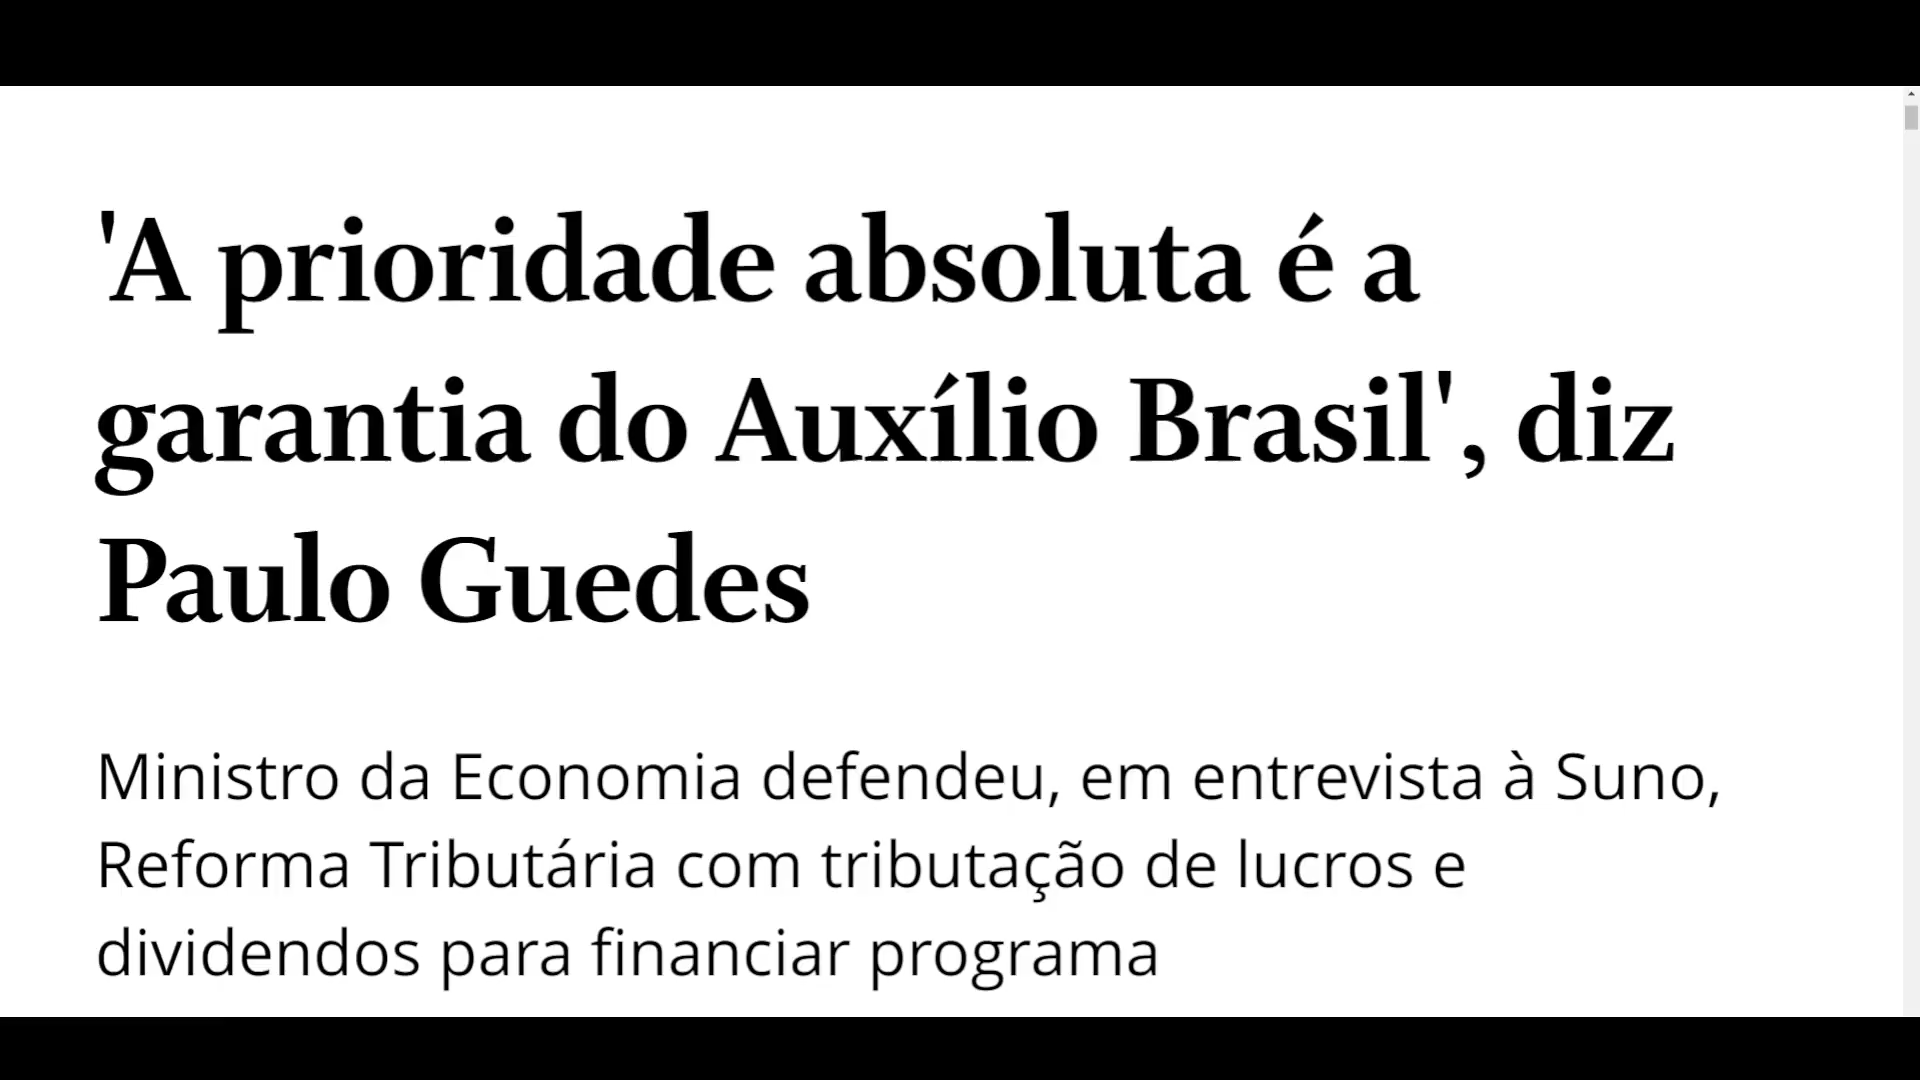 'A prioridade absoluta é a
garantia do Auxílio Brasil', diz
Paulo Guedes
Ministro da Economia defendeu, em entrevista à Suno,
Reforma Tributária com tributação de lucros e
dividendos para financiar programa